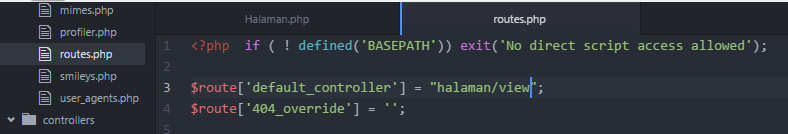 mimes.php
profiler.php
routes.php
smileys.php
user_agents.php
controllers
Halaman.php
routes.php
1 <?php  if ( ! defined('BASEPATH')) exit('No direct script access allowed');
2
3 $route['default_controller'] = "halaman/view";
4 $route['404_override'] = '';
5